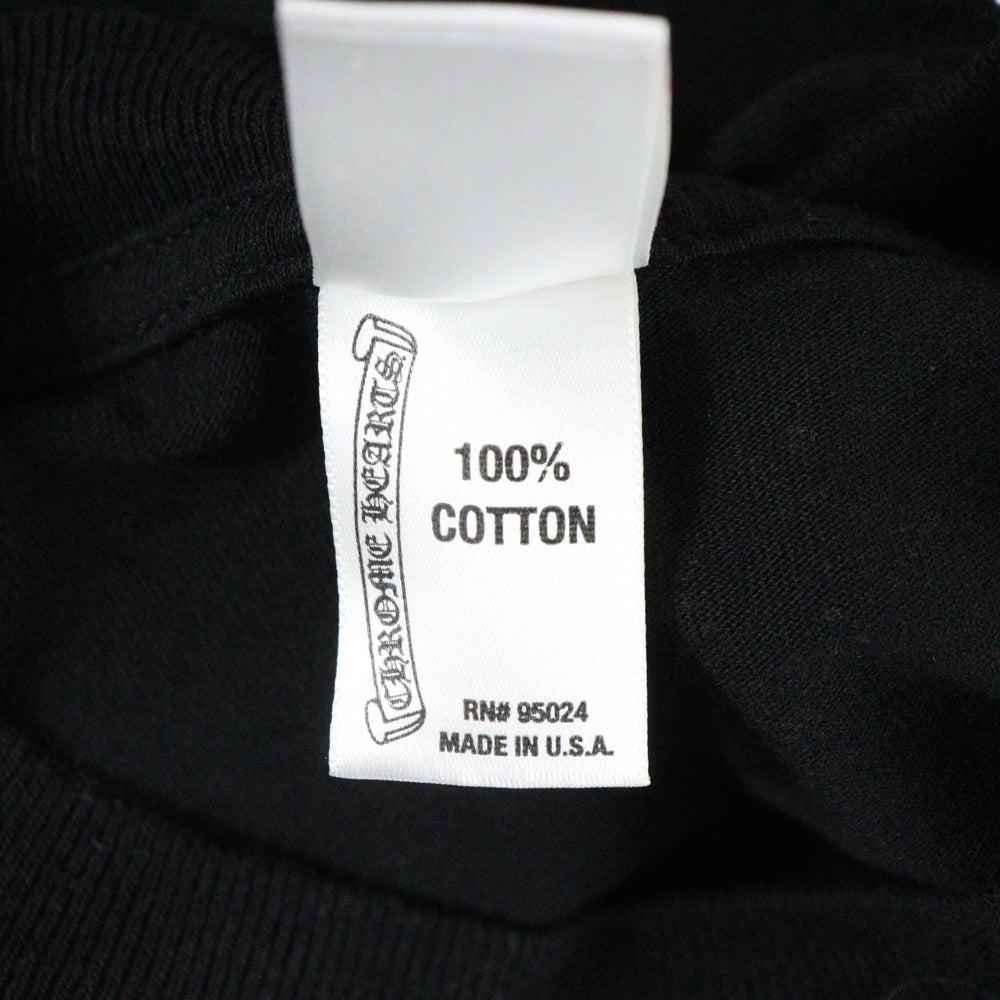 CHROME HEARTS
100%
COTTON
RN# 95024
MADE IN U.S.A.